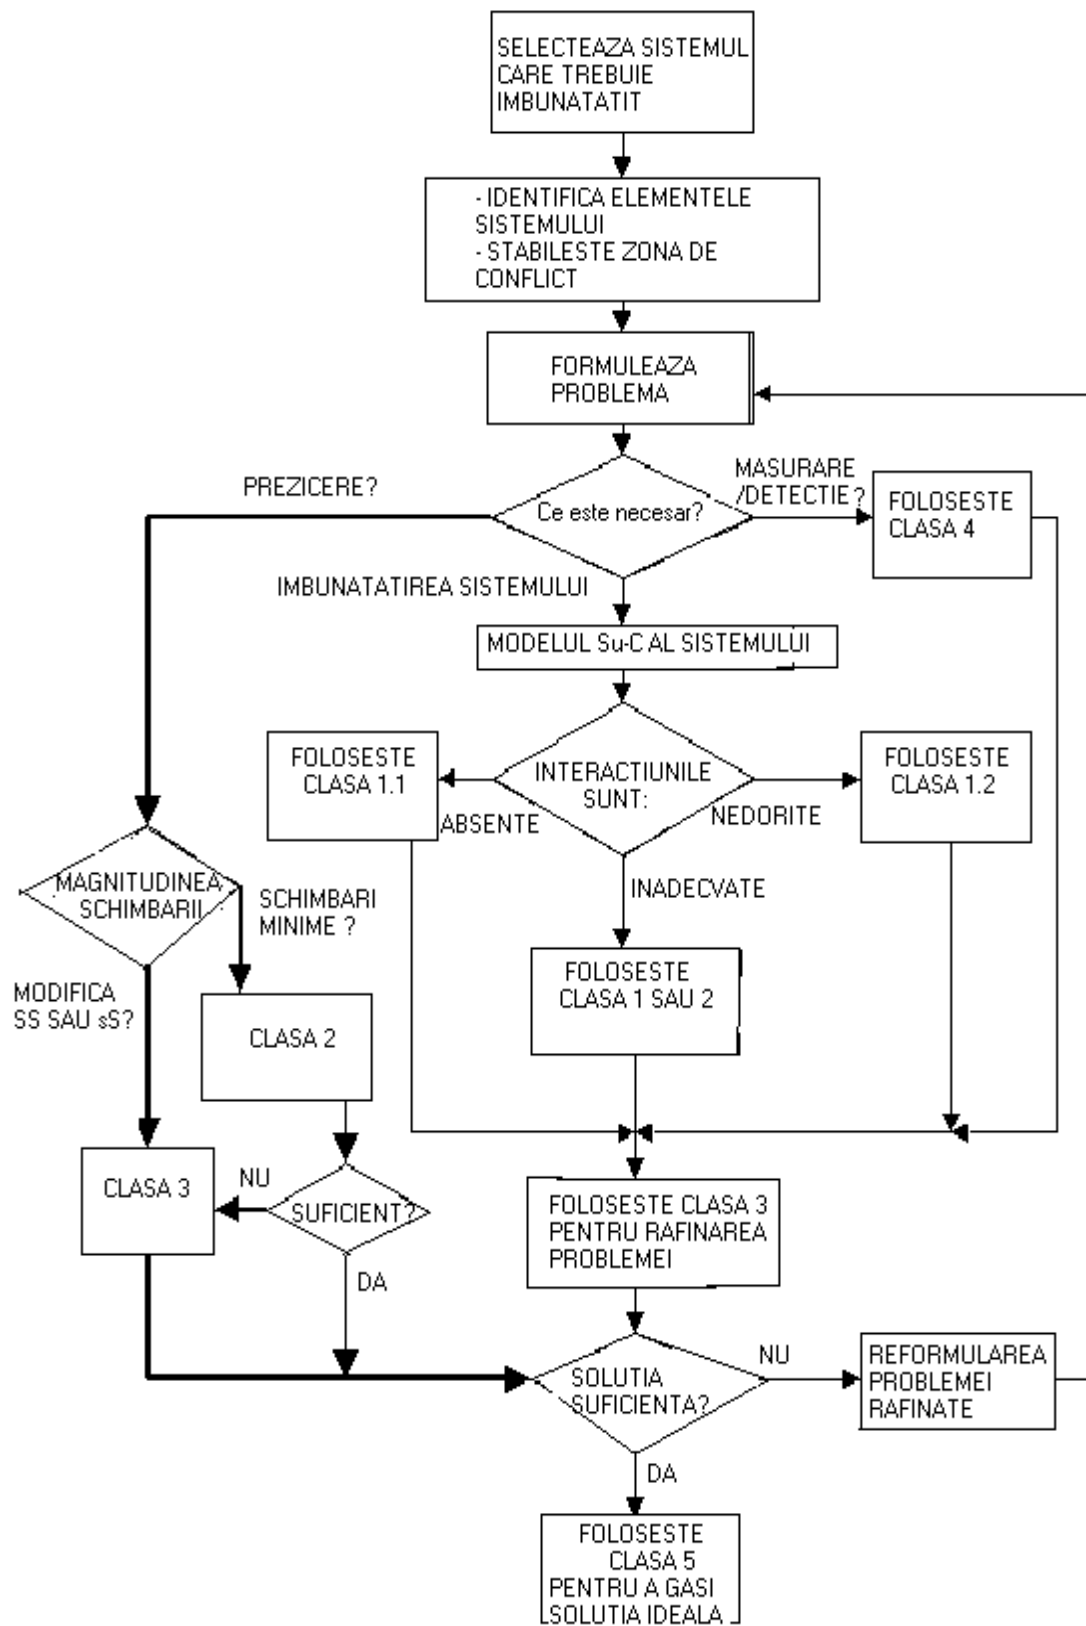 SELECTEAZA SISTEMUL
CARE TREBUIE
IMBUNATATIT
- IDENTIFICA ELEMENTELE
SISTEMULUI
- STABILESTE ZONA DE
CONFLICT
FORMULEAZA
PROBLEMA
PREZICERE?
Ce este necesar?
MASURARE
/DETECTIE?
FOLOSESTE
CLASA 4
IMBUNATATIREA SISTEMULUI
MODELUL Su-C AL SISTEMULUI
FOLOSESTE
CLASA 1.1
INTERACTIUNILE
SUNT:
FOLOSESTE
CLASA 1.2
ABSENTE
NEDORITE
INADECVATE
MAGNITUDINEA
SCHIMBARII
SCHIMBARI
MINIME ?
FOLOSESTE
CLASA 1 SAU 2
MODIFICA
SS SAU sS?
CLASA 2
CLASA 3
NU
SUFICIENT?
DA
FOLOSESTE CLASA 3
PENTRU RAFINAREA
PROBLEMEI
SOLUTIA
SUFICIENTA?
NU
REFORMULAREA
PROBLEMEI
RAFINATE
DA
FOLOSESTE
CLASA 5
PENTRU A GASI
SOLUTIA IDEALA